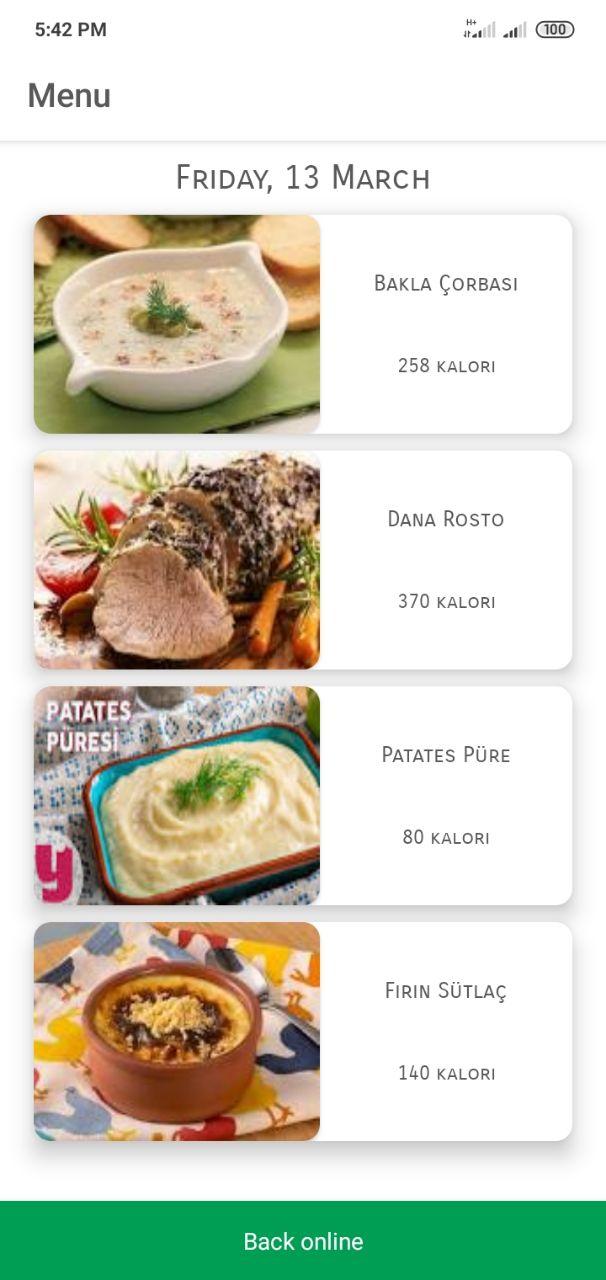 5:42 PM
H+
100
Menu
Friday, 13 March
Bakla Çorbası
258 kalori
Dana Rosto
370 kalori
PATATES
PÜRESİ
y
Patates Püre
80 kalori
Fırın Sütlaç
140 kalori
Back online